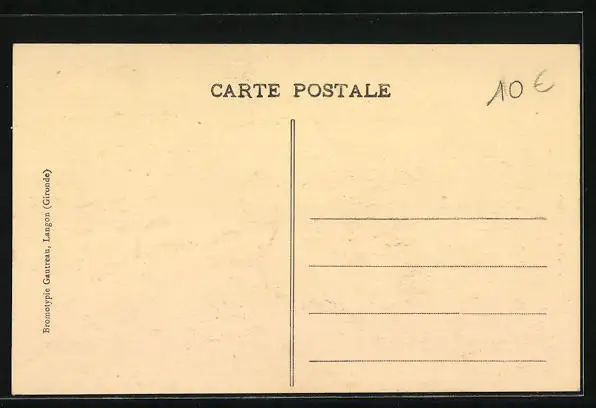 CARTE POSTALE
10 €
Bromotypie Gautreau, Langon (Gironde)